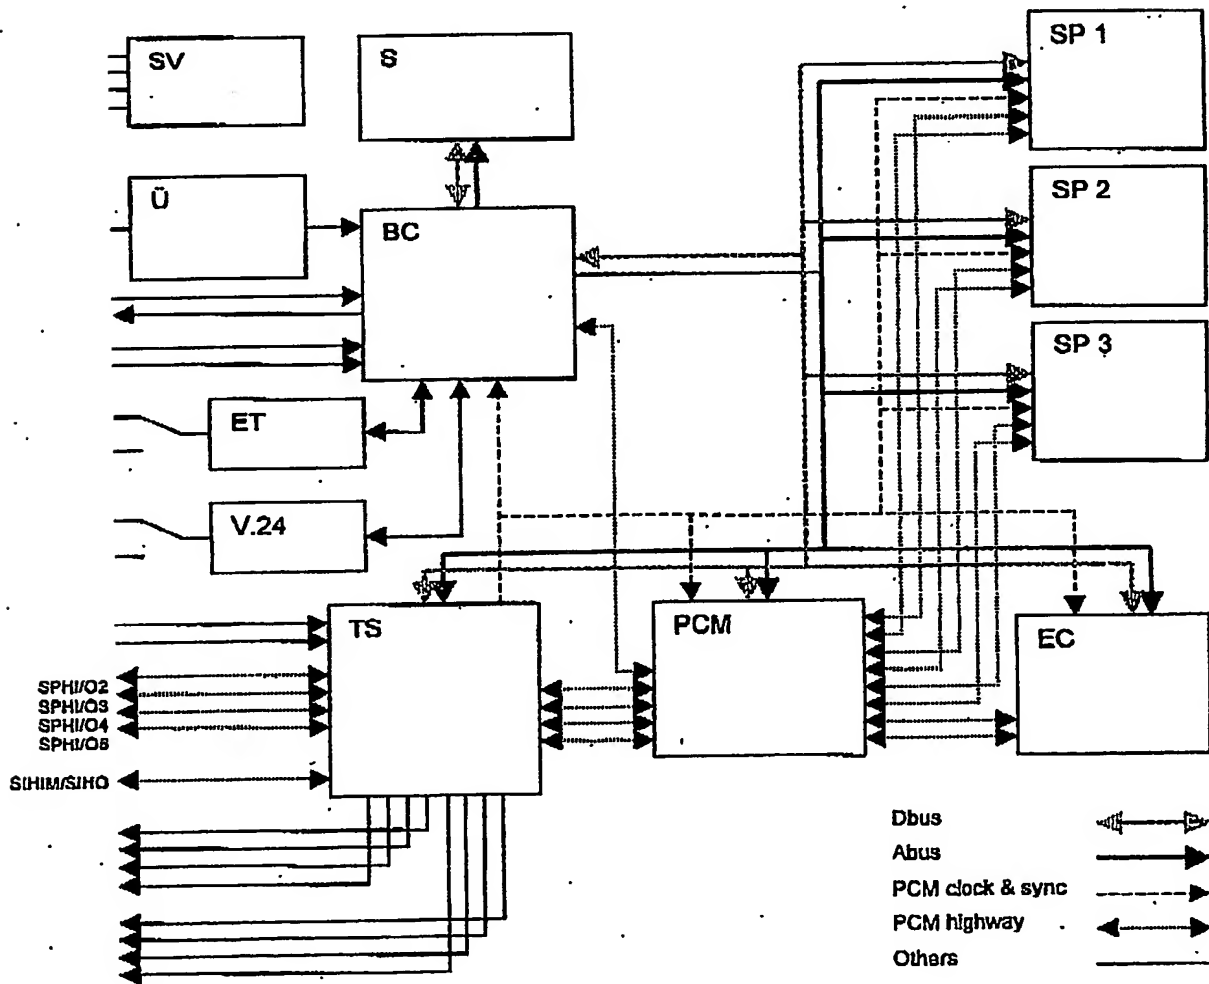 SV
S
SP 1
Ü
BC
SP 2
SP 3
ET
V.24
TS
PCM
EC
SPHI/O2
SPHI/O3
SPHI/O4
SPHI/O5
SIHIM/SIHO
Dbus
Abus
PCM clock & sync
PCM highway
Others